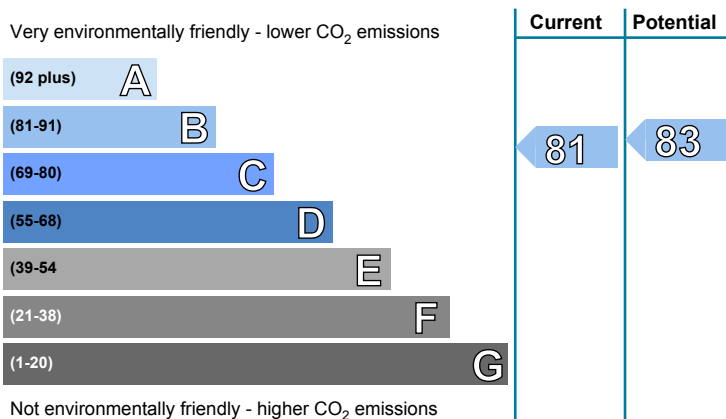 Current Potential
Very environmentally friendly - lower CO2 emissions
(92 plus) A
(81-91) B
81 83
(69-80) C
(55-68) D
(39-54 E
(21-38) F
(1-20) G
Not environmentally friendly - higher CO2 emissions